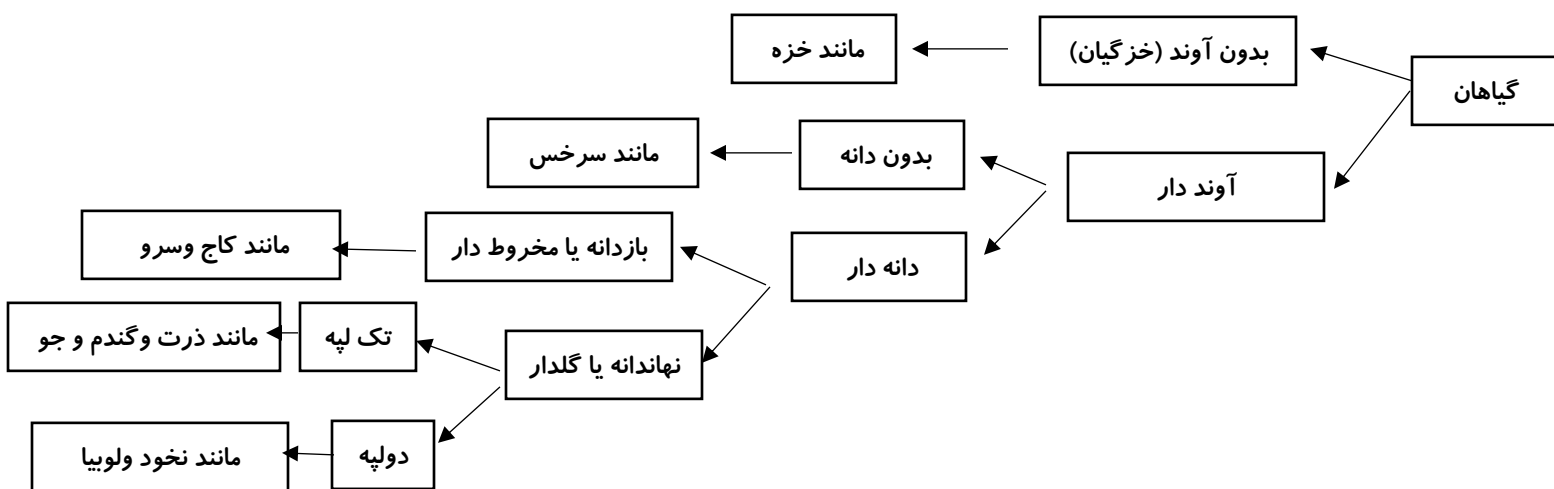 گیاهان
بدون آوند (خزگیان)
مانند خزه
آوند دار
بدون دانه
مانند سرخس
دانه دار
بازدانه یا مخروط دار
مانند کاج وسرو
نهاندانه یا گلدار
تک لپه
مانند ذرت وگندم و جو
دولپه
مانند نخود ولوبیا